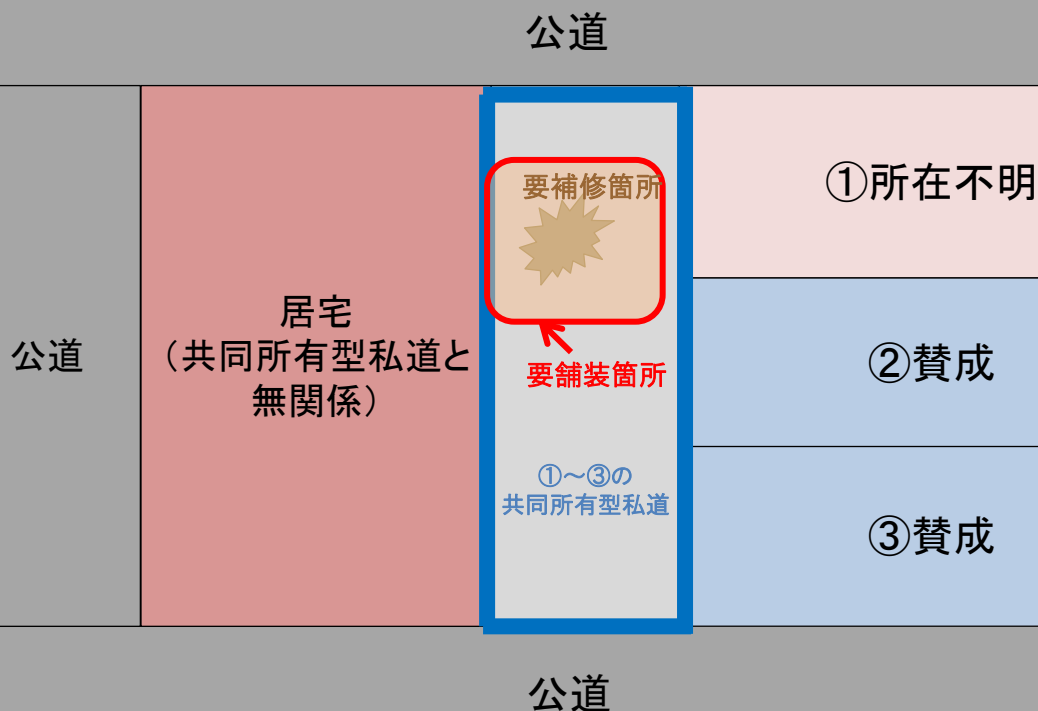 公道
①所在不明
要補修箇所
居宅
(共同所有型私道と
無関係)
公道
要舗装箇所
②賛成
①～③の
共同所有型私道
③賛成
公道